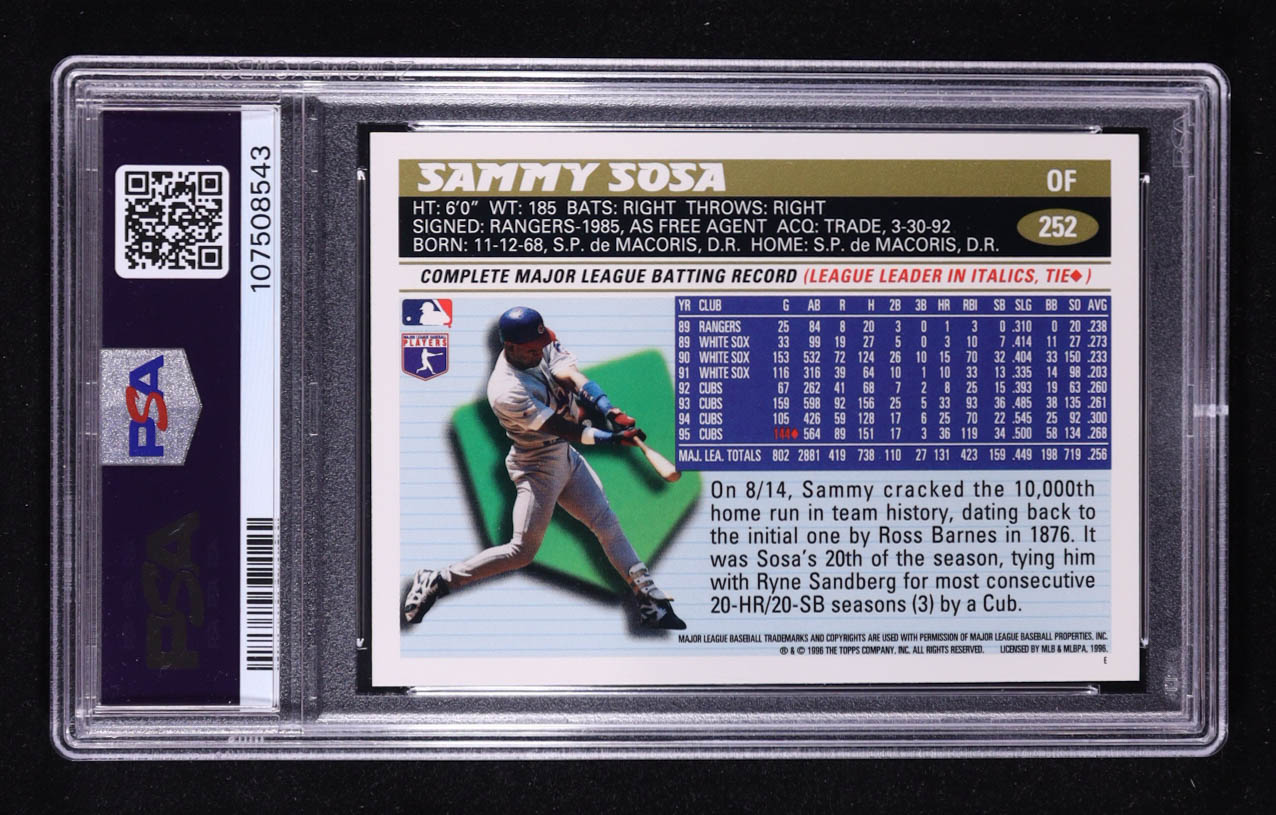 107508543
PSA
PSA
SAMMY SOSA OF
HT: 6'0" WT: 185 BATS: RIGHT THROWS: RIGHT
SIGNED: RANGERS-1985, AS FREE AGENT ACQ: TRADE, 3-30-92
BORN: 11-12-68, S.P. de MACORIS, D.R. HOME: S.P. de MACORIS, D.R.
252
COMPLETE MAJOR LEAGUE BATTING RECORD (LEAGUE LEADER IN ITALICS, TIE♦)
MAJOR LEAGUE BASEBALL
PLAYERS
YR CLUB G AB R H 2B 3B HR RBI SB SLG BB SO AVG
89 RANGERS 25 84 8 20 3 0 1 3 0 .310 0 20 .238
89 WHITE SOX 33 99 19 27 5 0 3 10 7 .414 11 27 .273
90 WHITE SOX 153 532 72 124 26 10 15 70 32 .404 33 150 .233
91 WHITE SOX 116 316 39 64 10 1 10 33 13 .335 14 98 .203
92 CUBS 67 262 41 68 7 2 8 25 15 .393 19 63 .260
93 CUBS 159 598 92 156 25 5 33 93 36 .485 38 135 .261
94 CUBS 105 426 59 128 17 6 25 70 22 .545 25 92 .300
95 CUBS 144♦ 564 89 151 17 3 36 119 34 .500 58 134 .268
MAJ. LEA. TOTALS 802 2881 419 738 110 27 131 423 159 .449 198 719 .256
On 8/14, Sammy cracked the 10,000th
home run in team history, dating back to
the initial one by Ross Barnes in 1876. It
was Sosa's 20th of the season, tying him
with Ryne Sandberg for most consecutive
20-HR/20-SB seasons (3) by a Cub.
MAJOR LEAGUE BASEBALL TRADEMARKS AND COPYRIGHTS ARE USED WITH PERMISSION OF MAJOR LEAGUE BASEBALL PROPERTIES, INC.
® & © 1996 THE TOPPS COMPANY, INC. ALL RIGHTS RESERVED. LICENSED BY MLB & MLBPA, 1996.
E